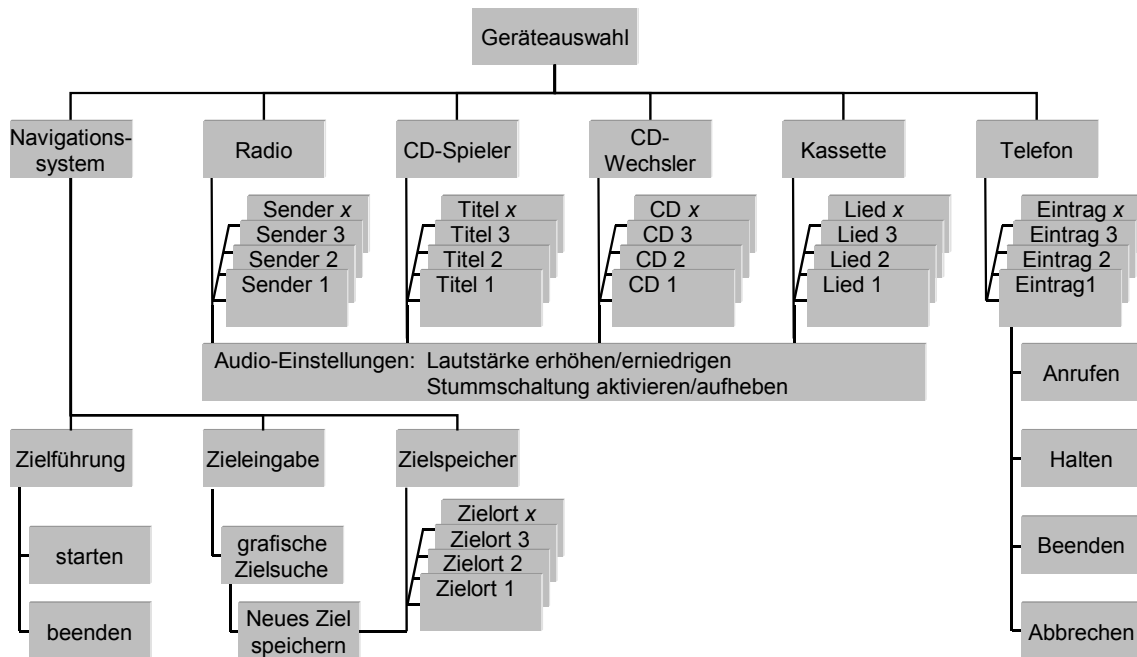 Geräteauswahl
Navigations-
system
Radio
CD-Spieler
CD-
Wechsler
Kassette
Telefon
Sender x
Sender 3
Sender 2
Sender 1
Titel x
Titel 3
Titel 2
Titel 1
CD x
CD 3
CD 2
CD 1
Lied x
Lied 3
Lied 2
Lied 1
Eintrag x
Eintrag 3
Eintrag 2
Eintrag1
Audio-Einstellungen: Lautstärke erhöhen/erniedrigen
Stummschaltung aktivieren/aufheben
Anrufen
Halten
Beenden
Abbrechen
Zielführung
Zieleingabe
Zielspeicher
starten
beenden
grafische
Zielsuche
Neues Ziel
speichern
Zielort x
Zielort 3
Zielort 2
Zielort 1